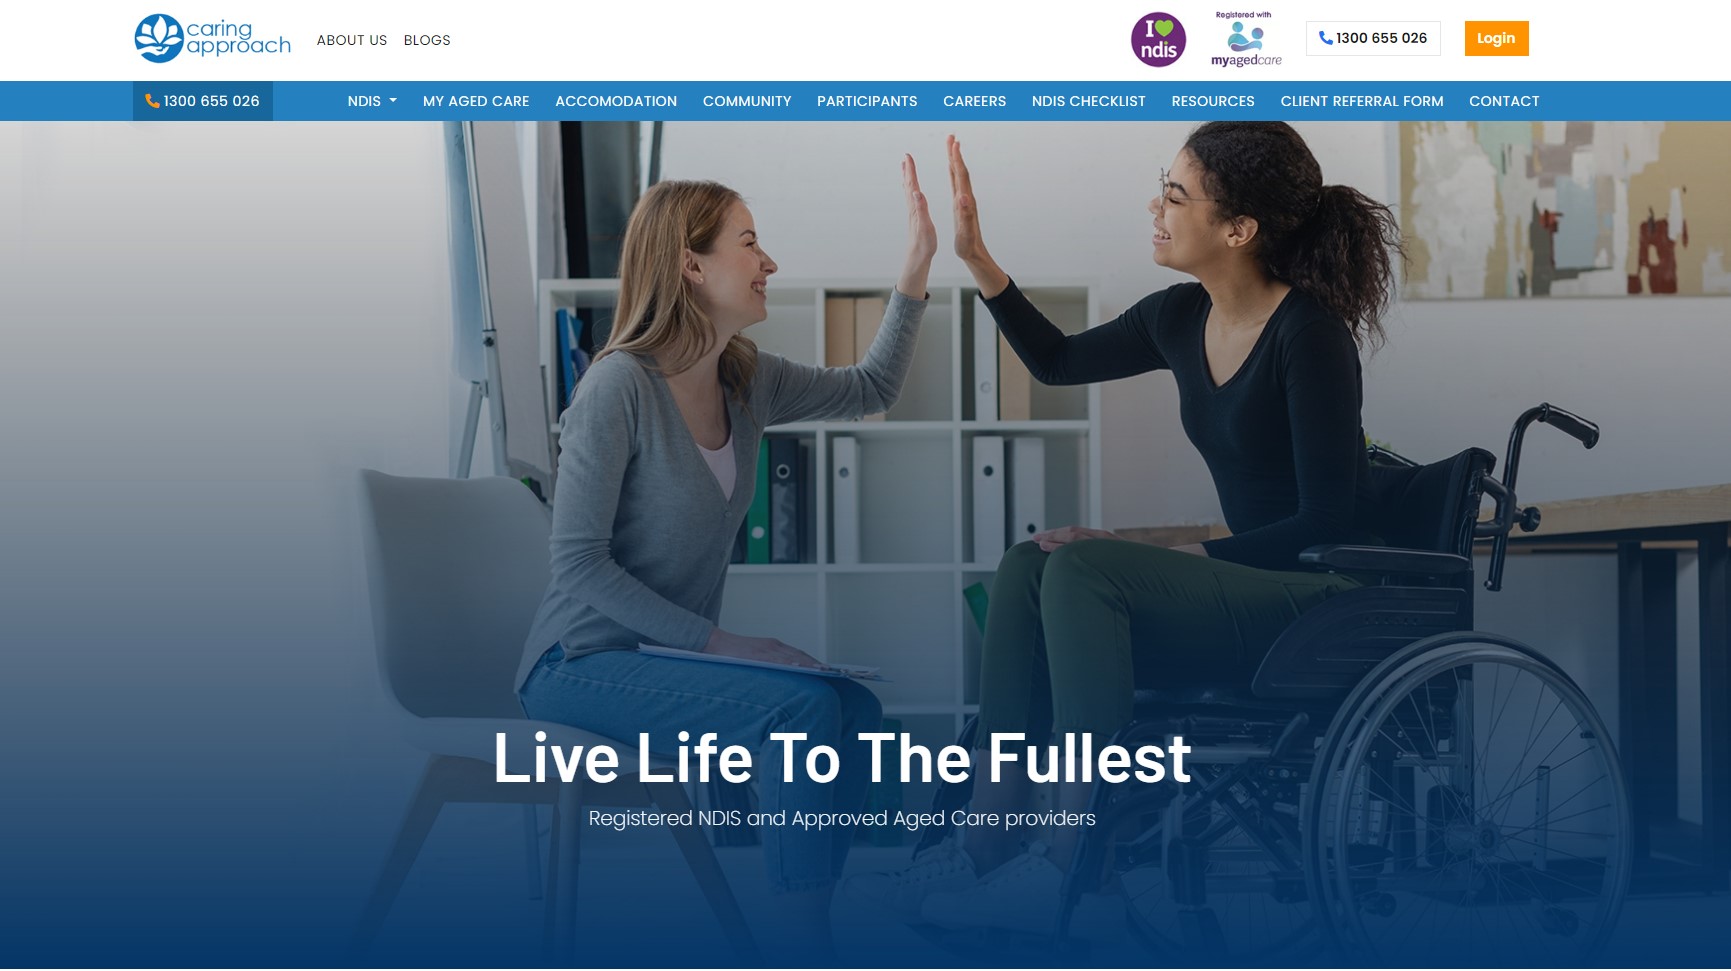 caring
approach
ABOUT US
BLOGS
I
ndis
Registered with
myagedcare
1300 655 026
Login
1300 655 026
NDIS
MY AGED CARE
ACCOMODATION
COMMUNITY
PARTICIPANTS
CAREERS
NDIS CHECKLIST
RESOURCES
CLIENT REFERRAL FORM
CONTACT
Live Life To The Fullest
Registered NDIS and Approved Aged Care providers